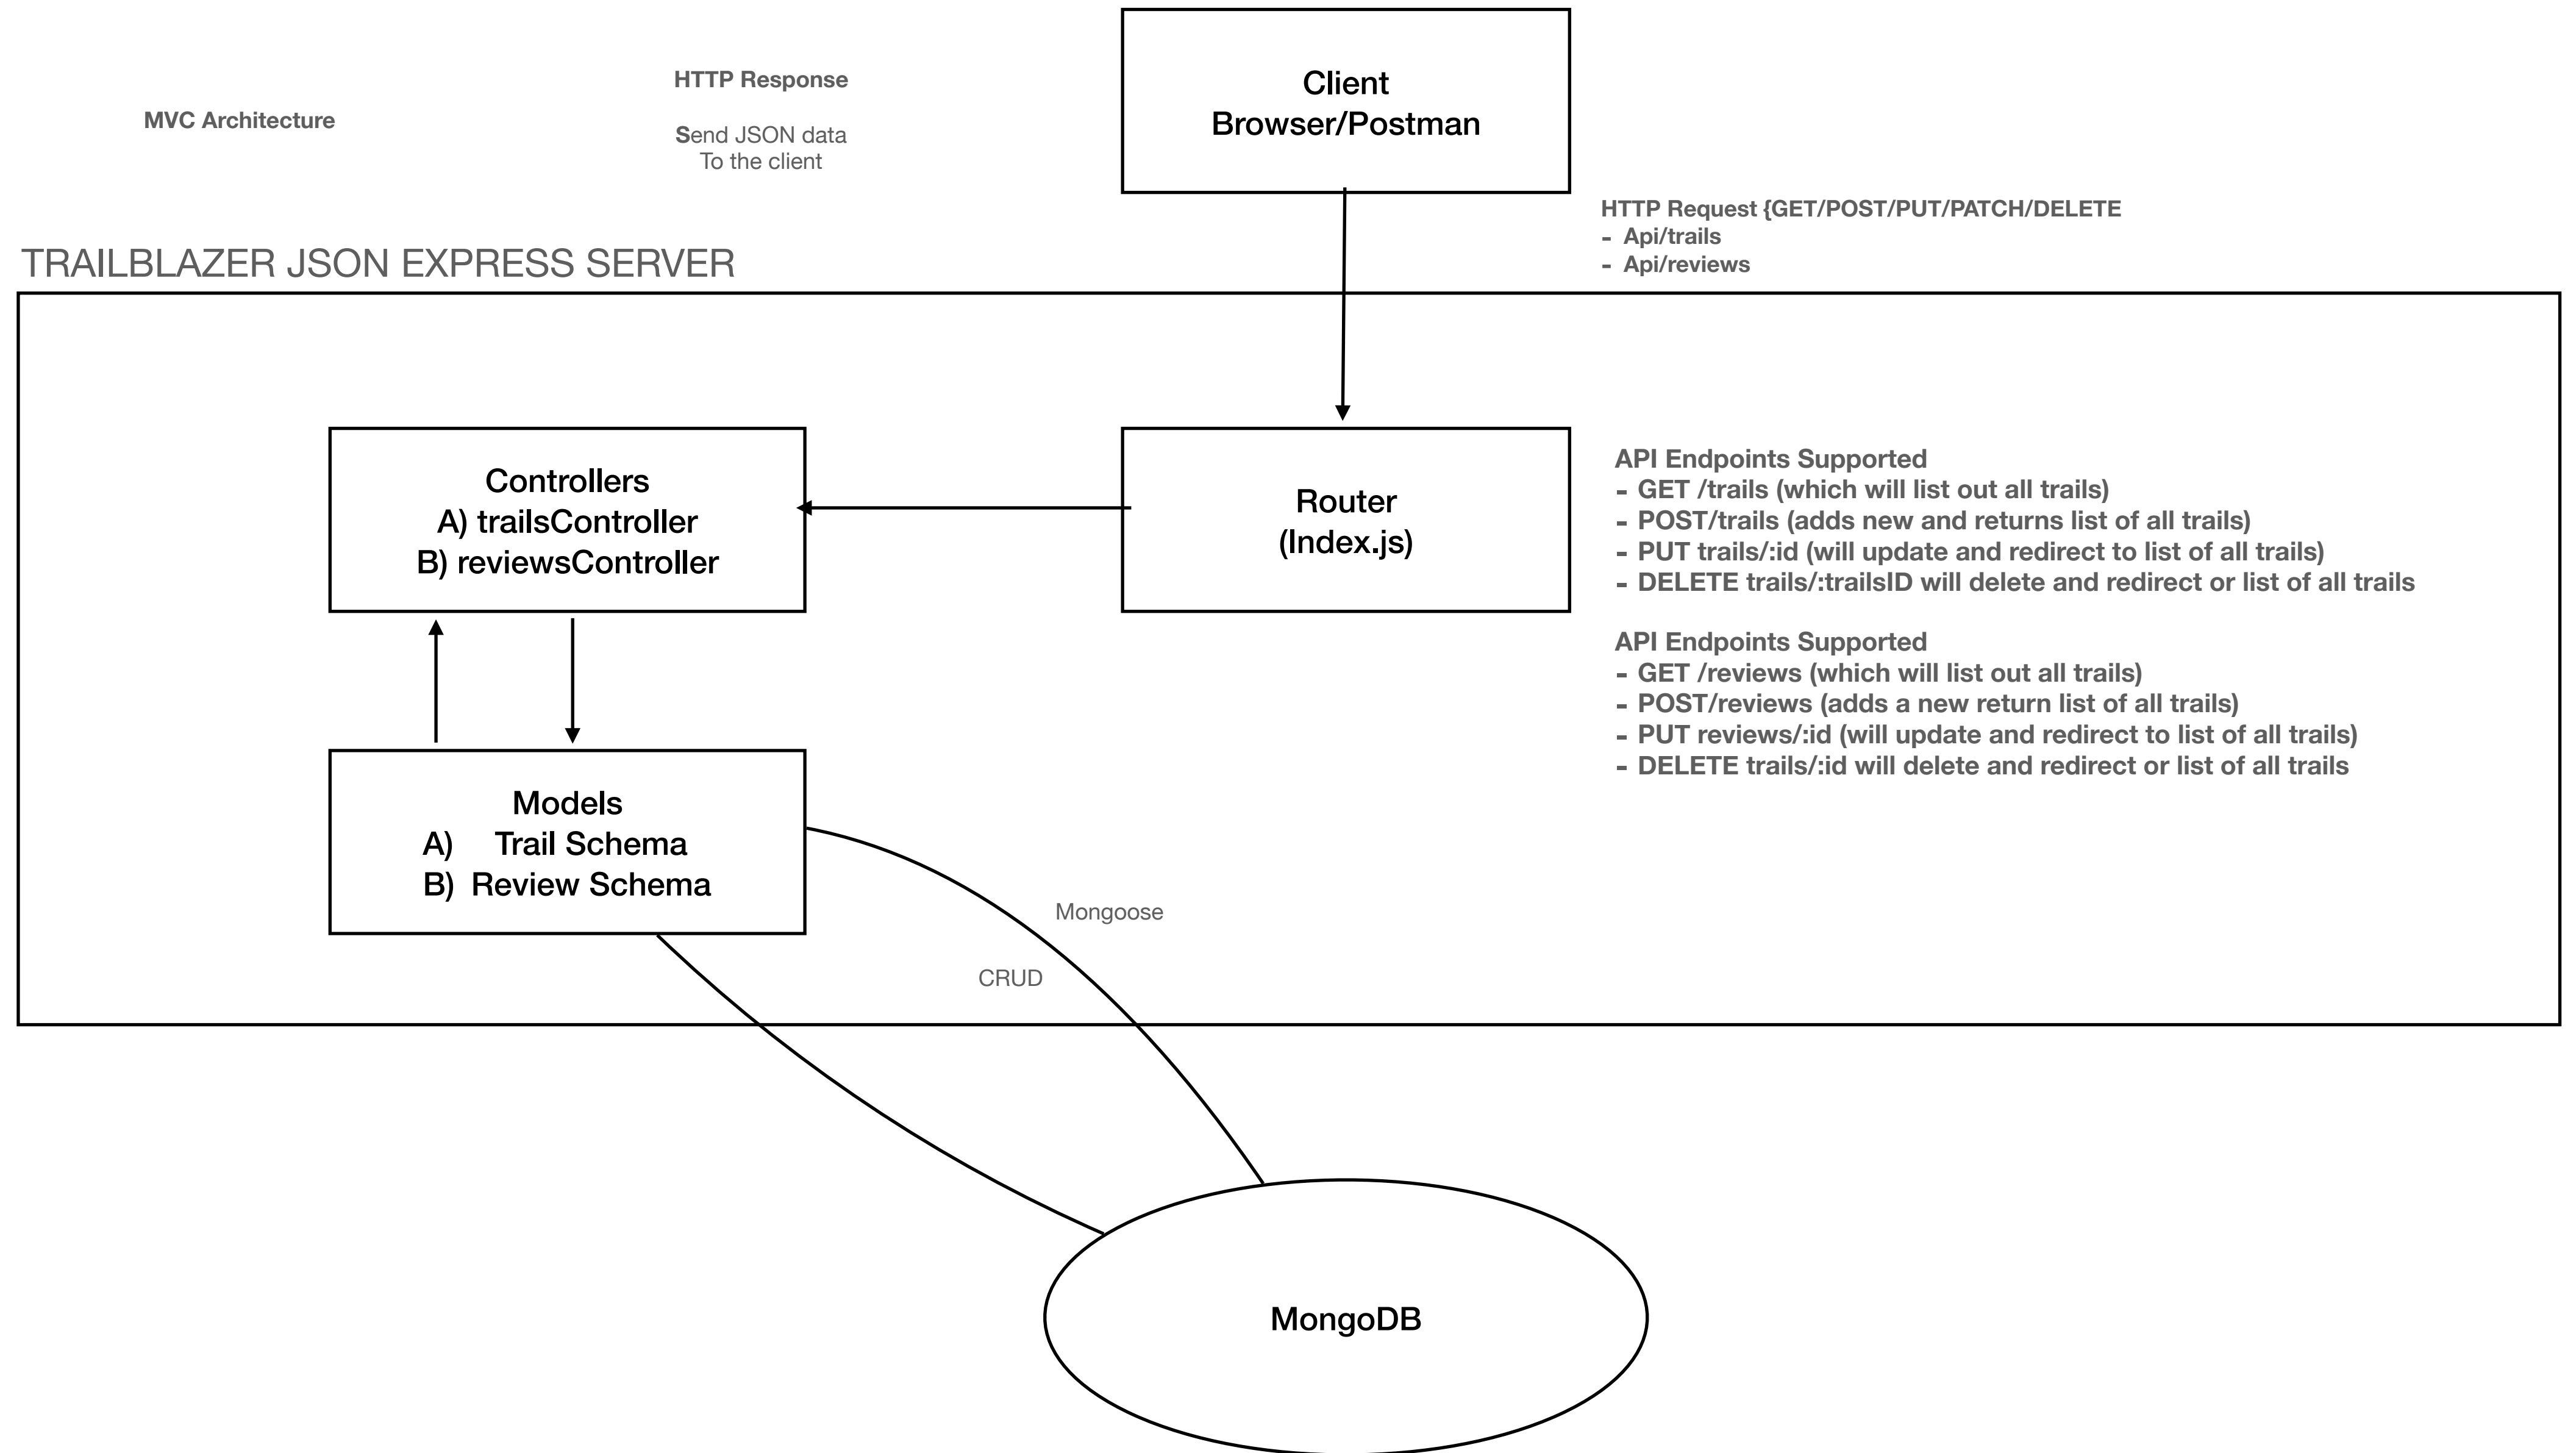 Client
Browser/Postman
HTTP Response
MVC Architecture
Send JSON data
To the client
HTTP Request {GET/POST/PUT/PATCH/DELETE
- Api/trails
- Api/reviews
TRAILBLAZER JSON EXPRESS SERVER
Controllers
A) trailsController
B) reviewsController
Router
(Index.js)
API Endpoints Supported
- GET /trails (which will list out all trails)
- POST/trails (adds new and returns list of all trails)
- PUT trails/:id (will update and redirect to list of all trails)
- DELETE trails/:trailsID will delete and redirect or list of all trails
API Endpoints Supported
- GET /reviews (which will list out all trails)
- POST/reviews (adds a new return list of all trails)
- PUT reviews/:id (will update and redirect to list of all trails)
- DELETE trails/:id will delete and redirect or list of all trails
Models
A) Trail Schema
B) Review Schema
Mongoose
CRUD
MongoDB